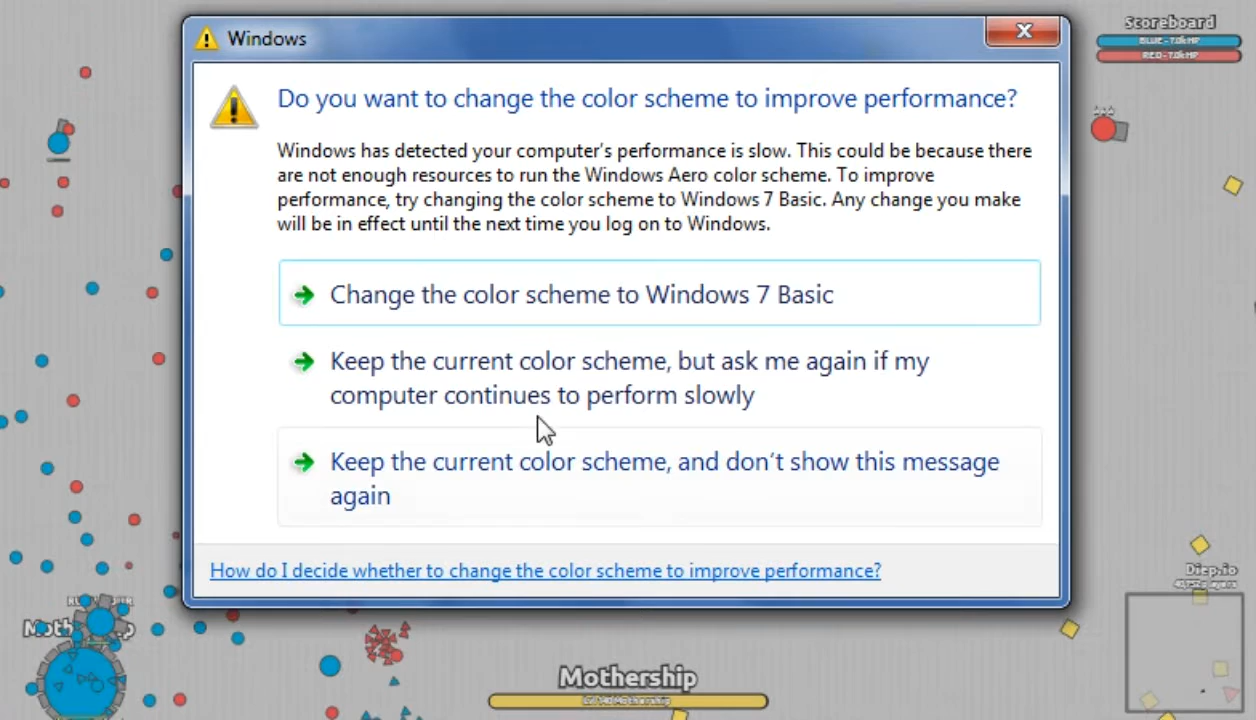 Windows
Scoreboard
Do you want to change the color scheme to improve performance?
Windows has detected your computer's performance is slow. This could be because there
are not enough resources to run the Windows Aero color scheme. To improve
performance, try changing the color scheme to Windows 7 Basic. Any change you make
will be in effect until the next time you log on to Windows.
Change the color scheme to Windows 7 Basic
Keep the current color scheme, but ask me again if my
computer continues to perform slowly
Keep the current color scheme, and don't show this message
again
How do I decide whether to change the color scheme to improve performance?
Diep.io
Mothership